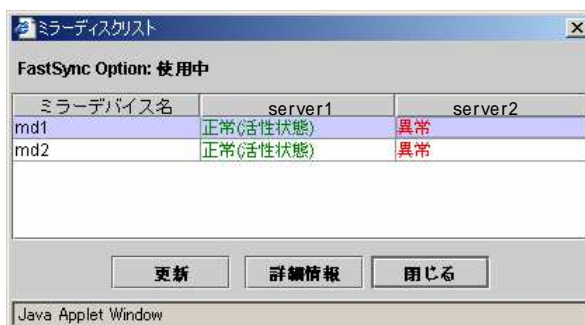 ミラーディスクリスト
FastSync Option: 使用中
ミラーデバイス名 server1 server2
md1 正常(活性状態) 異常
md2 正常(活性状態) 異常
更新 詳細情報 閉じる
Java Applet Window